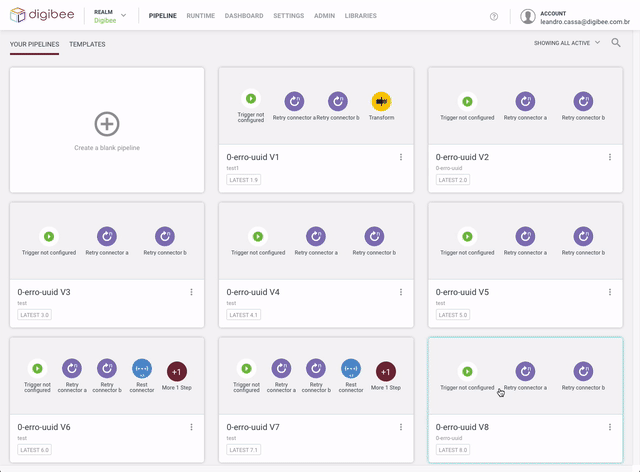 digibee
REALM
Digibee
PIPELINE
RUNTIME
DASHBOARD
SETTINGS
ADMIN
LIBRARIES
ACCOUNT
leandro.cassa@digibee.com.br
YOUR PIPELINES
TEMPLATES
SHOWING ALL ACTIVE
Create a blank pipeline
Trigger not
configured
Retry connector a
Retry connector b
Transform
0-erro-uuid V1
test1
LATEST 1.9
Trigger not configured
Retry connector a
Retry connector b
0-erro-uuid V2
0-erro-uuid
LATEST 2.0
Trigger not configured
Retry connector a
Retry connector b
0-erro-uuid V3
test
LATEST 3.0
Trigger not configured
Retry connector a
Retry connector b
0-erro-uuid V4
test
LATEST 4.1
Trigger not configured
Retry connector a
Retry connector b
0-erro-uuid V5
test
LATEST 5.0
Trigger not
configured
Retry
connector a
Retry
connector b
Rest
connector
+1
More 1 Step
0-erro-uuid V6
test
LATEST 6.0
Trigger not
configured
Retry
connector a
Retry
connector b
Rest
connector
+1
More 1 Step
0-erro-uuid V7
test
LATEST 7.1
Trigger not configured
Retry connector a
Retry connector b
0-erro-uuid V8
0-erro-uuid
LATEST 8.0